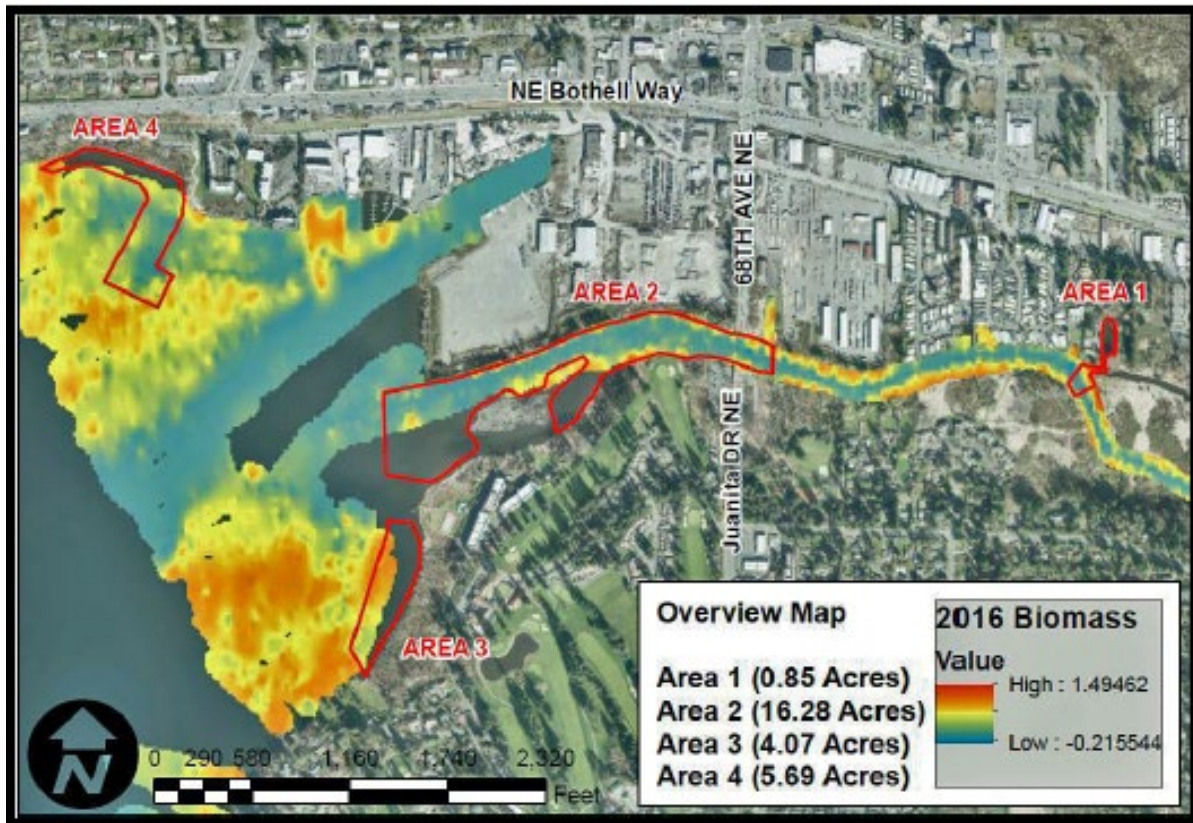 NE Bothell Way
AREA 4
68TH AVE NE
AREA 2
AREA 1
Juanita DR NE
AREA 3
Overview Map
Area 1 (0.85 Acres)
Area 2 (16.28 Acres)
Area 3 (4.07 Acres)
Area 4 (5.69 Acres)
2016 Biomass
Value
High : 1.49462
Low : -0.215544
N
0 290 580 1,160 1,740 2,320
Feet